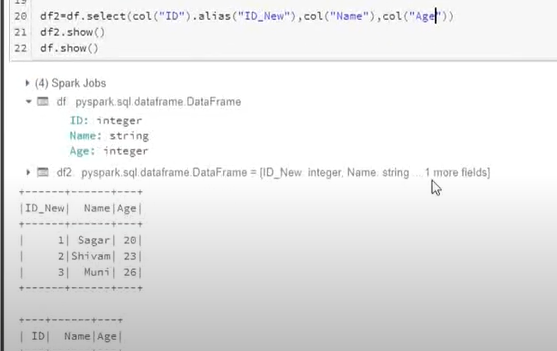 20 df2=df.select(col("ID").alias("ID_New"),col("Name"),col("Age"))
21 df2.show()
22 df.show()
(4) Spark Jobs
df pyspark.sql.dataframe.DataFrame
ID: integer
Name: string
Age: integer
df2 pyspark.sql.dataframe.DataFrame = [ID_New: integer, Name: string ... 1 more fields]
+------+------+---+
|ID_New| Name|Age|
+------+------+---+
| 1| Sagar| 20|
| 2|Shivam| 23|
| 3| Muni| 26|
+------+------+---+
+---+------+---+
| ID| Name|Age|